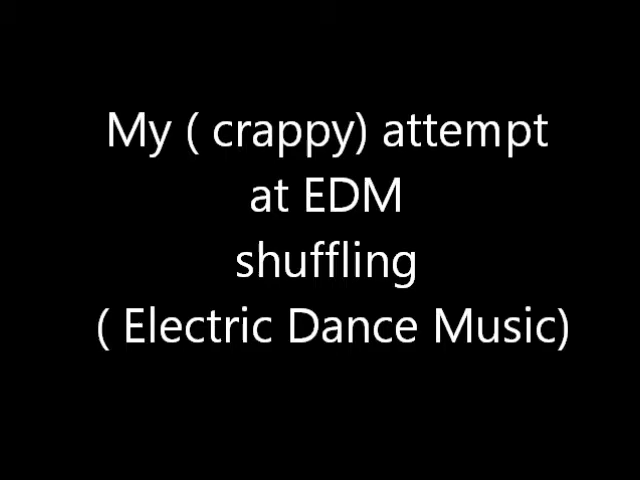 My ( crappy) attempt
at EDM
shuffling
( Electric Dance Music)